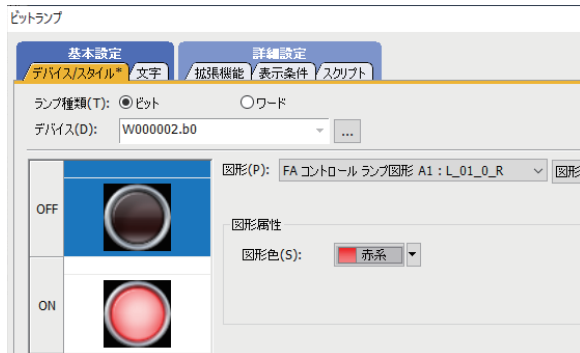 ビットランプ
基本設定 詳細設定
デバイス/スタイル* 文字 拡張機能 表示条件 スクリプト
ランプ種類(T): ビット ワード
デバイス(D): W000002.b0 ...
図形(P): FA コントロール ランプ図形 A1 : L_01_0_R 図形
OFF
図形属性
図形色(S): 赤系
ON